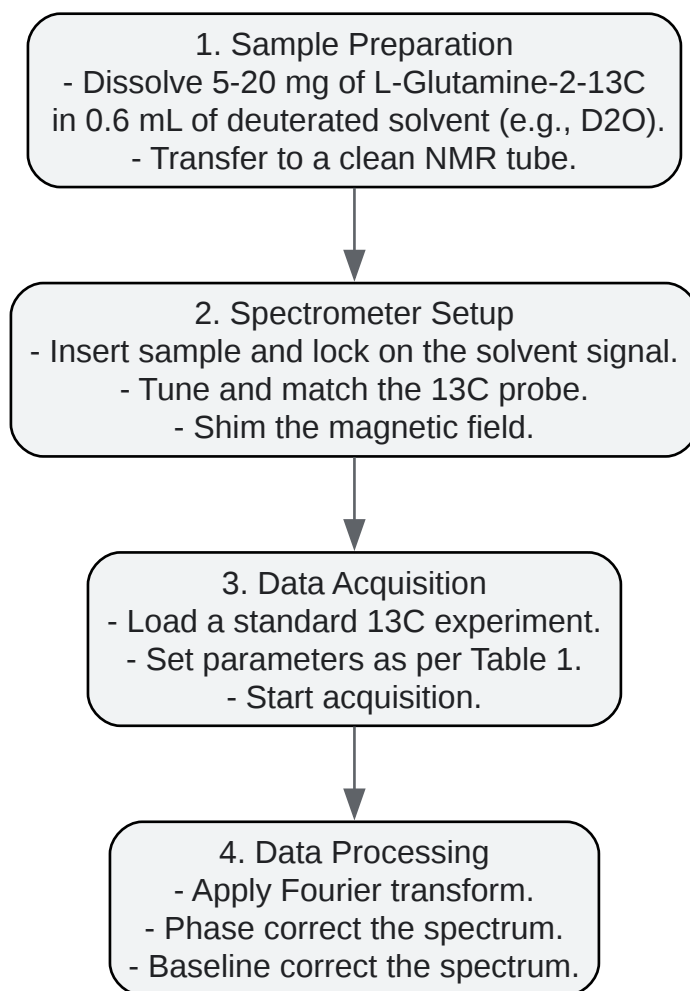 1. Sample Preparation
- Dissolve 5-20 mg of L-Glutamine-2-13C
in 0.6 mL of deuterated solvent (e.g., D2O).
- Transfer to a clean NMR tube.
2. Spectrometer Setup
- Insert sample and lock on the solvent signal.
- Tune and match the 13C probe.
- Shim the magnetic field.
3. Data Acquisition
- Load a standard 13C experiment.
- Set parameters as per Table 1.
- Start acquisition.
4. Data Processing
- Apply Fourier transform.
- Phase correct the spectrum.
- Baseline correct the spectrum.